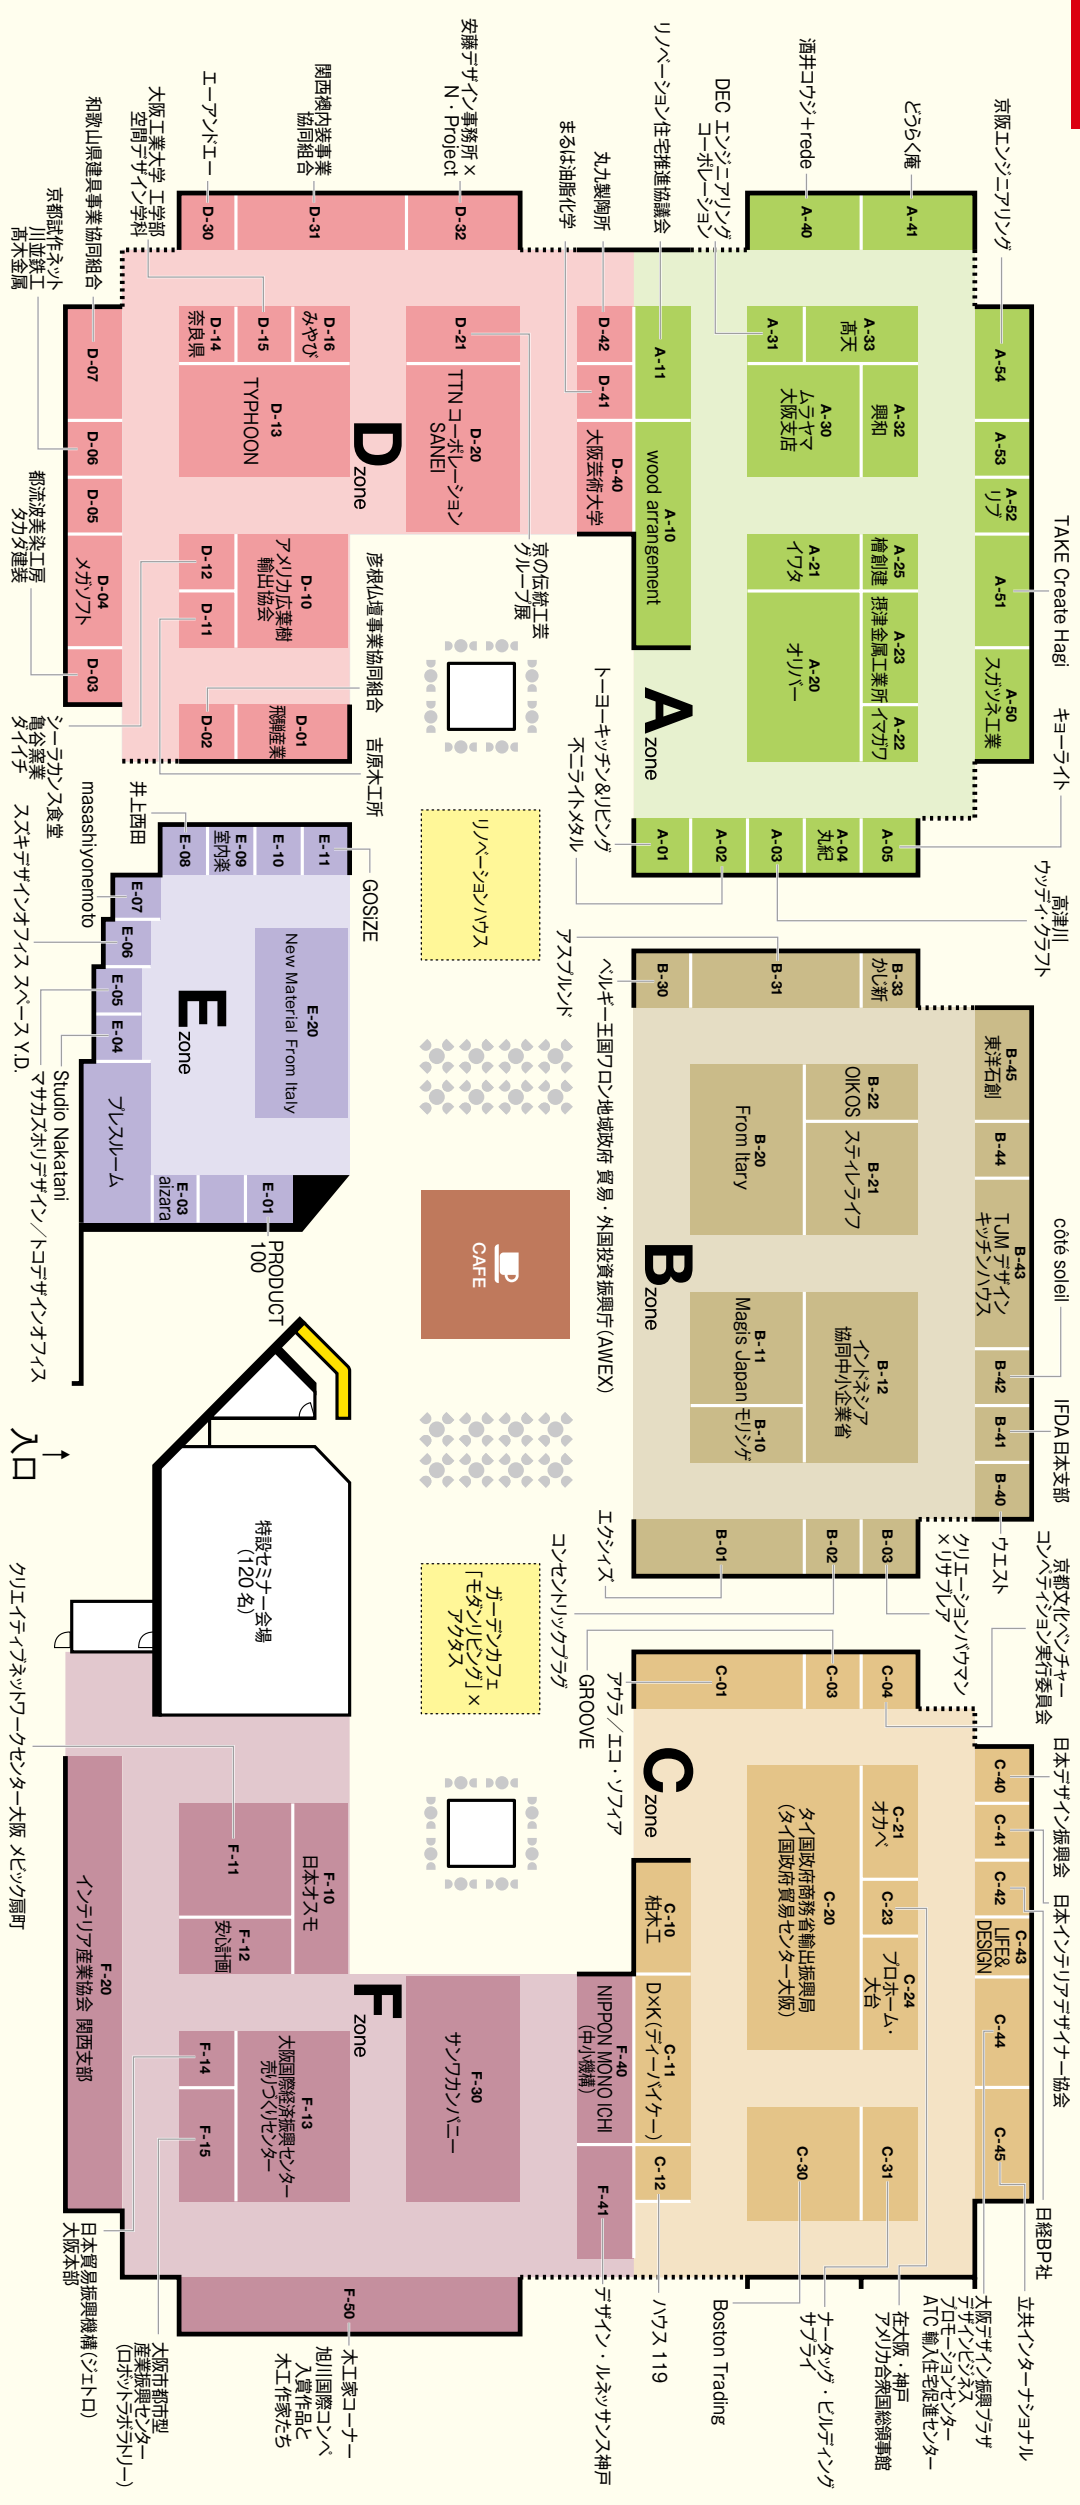 京阪エンジニアリング
どうらく庵
酒井コウジ+rede
DEC エンジニアリング
コーポレーション
リノベーション住宅推進協議会
丸九製陶所
まるは油脂化学
安藤デザイン事務所×
N・Project
関西襖内装事業
協同組合
エーアンドエー
大阪工業大学 工学部
空間デザイン学科
和歌山県建具事業協同組合
京都試作ネット
川並鉄工
髙木金属
A-41
A-40
D-32
D-31
D-30
A-54
A-53
A-52
リブ
A-51
A-50
スガツネ工業
TAKE Create Hagi
キョーライト
A-33
髙天
A-31
A-32
興和
A-30
ムラヤマ
大阪支店
A-25
檜創建
A-23
摂津金属工業所
A-22
イマガワ
A-21
イワタ
A-20
オリバー
A-11
A-10
wood arrangement
A
zone
A-05
A-04
丸紀
A-03
A-02
A-01
トーヨーキッチン&リビング
不二ライトメタル
高津川
ウッディ・クラフト
D-42
D-41
D-40
大阪芸術大学
D-21
D-20
TTN コーポレーション
SANEI
京の伝統工芸
グループ展
D-16
みやび
D-15
D-14
奈良県
D-13
TYPHOON
D
zone
D-12
D-11
D-10
アメリカ広葉樹
輸出協会
D-07
D-06
D-05
D-04
メガソフト
D-03
都流波美染工房
タカダ建装
D-02
D-01
飛騨産業
彦根仏壇事業協同組合
吉原木工所
シーラカンス食堂
亀谷窯業
ダイイチ
リノベーションハウス
井上西田
masashiyonemoto
スズキデザインオフィス スペース Y.D.
マサカズホリデザイン／トコデザインオフィス
Studio Nakatani
GOSiZE
E-11
E-10
E-09
室内楽
E-08
E-07
E-06
E-05
E-04
プレスルーム
E-20
New Material From Italy
E
zone
E-03
aizara
E-01
PRODUCT
100
アスプルンド
ベルギー王国ワロン地域政府 貿易・外国投資振興庁（AWEX）
B-33
かじ新
B-31
B-30
B-45
東洋石創
B-44
B-43
TJM デザイン
キッチンハウス
B-42
B-41
B-40
côté soleil
IFDA 日本支部
ウエスト
B-22
OIKOS
B-21
スティレライフ
B-20
From Itary
B-12
インドネシア
協同中小企業省
B-11
Magis Japan
B-10
モリシゲ
B
zone
B-03
B-02
B-01
クリエーションバウマン
×リサブレア
エクシィズ
コンセントリックプラグ
CAFE
入口
特設セミナー会場
（120 名）
ガーデンカフェ
「モダンリビング」×
アクタス
京都文化ベンチャー
コンペティション実行委員会
GROOVE
アウラ／エコ・ソフィア
C-04
C-03
C-01
C-40
C-41
C-42
C-43
LIFE&
DESIGN
C-44
C-45
日本デザイン振興会
日本インテリアデザイナー協会
日経BP社
C-21
オカベ
C-23
C-24
プロホーム・
大台
C-20
タイ国政府商務省輸出振興局
（タイ国政府貿易センター大阪）
C-31
C-30
C
zone
C-10
柏木工
C-11
D×K（ディーバイケー）
C-12
立共インターナショナル
大阪デザイン振興プラザ
デザインビジネス
プロモーションセンター
ATC 輸入住宅促進センター
在大阪・神戸
アメリカ合衆国総領事館
ナータッグ・ビルディング
サプライ
Boston Trading
ハウス 119
デザイン・ルネッサンス神戸
クリエイティブネットワークセンター大阪 メビック扇町
F-40
NIPPON MONO ICHI
（中小機構）
F-41
F-30
サンワカンパニー
F
zone
F-10
日本オスモ
F-11
F-12
安心計画
F-13
大阪国際経済振興センター
売りづくりセンター
F-14
F-15
F-20
インテリア産業協会 関西支部
F-50
木工家コーナー
旭川国際コンペ
入賞作品と
木工作家たち
大阪市都市型
産業振興センター
（ロボットラボラトリー）
日本貿易振興機構（ジェトロ）
大阪本部